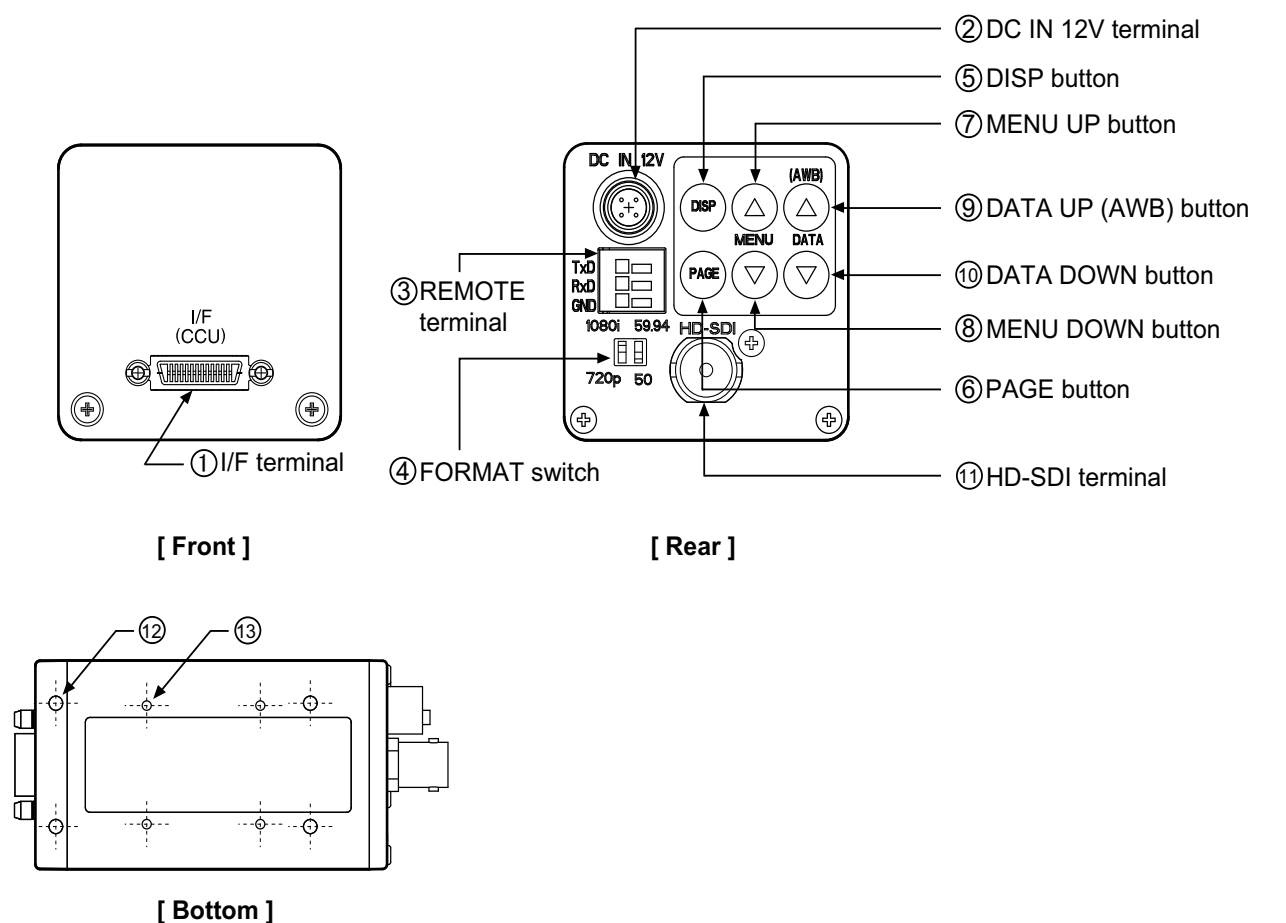 ②DC IN 12V terminal
⑤DISP button
⑦MENU UP button
DC IN 12V
(AWB)
DISP
⑨DATA UP (AWB) button
MENU DATA
TxD
RxD
GND
PAGE
⑩DATA DOWN button
③REMOTE
terminal
I/F
(CCU)
1080i 59.94 HD-SDI
⑧MENU DOWN button
720p 50
⑥PAGE button
①I/F terminal
④FORMAT switch
⑪HD-SDI terminal
[ Front ]
[ Rear ]
⑫
⑬
[ Bottom ]